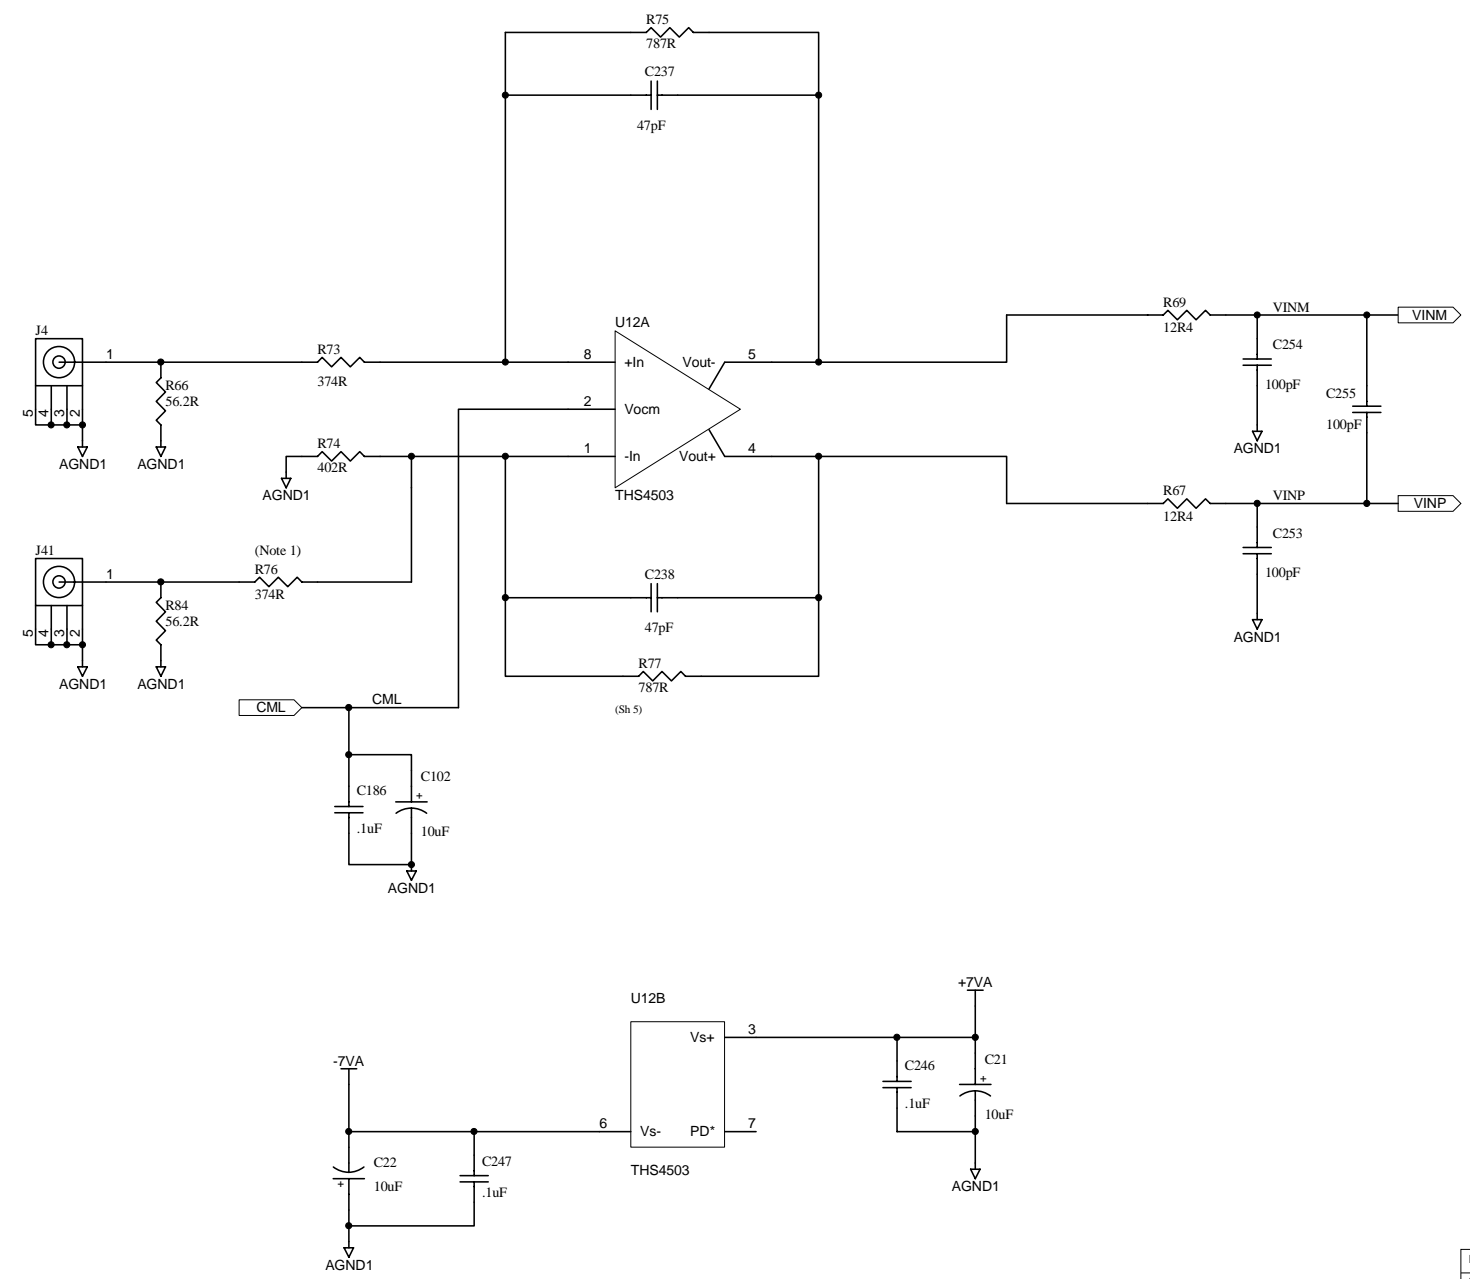 R75
787R
C237
47pF
U12A
J4
1
R66
56.2R
5 4 3 2
AGND1
AGND1
R73
374R
8
+In
Vout-
5
2
Vocm
R74
402R
AGND1
1
-In
Vout+
4
THS4503
R69
12R4
VINM
VINM
C254
100pF
AGND1
C255
100pF
R67
12R4
VINP
VINP
C253
100pF
AGND1
J41
1
(Note 1)
R76
374R
R84
56.2R
5 4 3 2
AGND1
AGND1
C238
47pF
R77
787R
(Sh 5)
CML
CML
C186
.1uF
C102
+
10uF
AGND1
U12B
+7VA
Vs+
3
C246
.1uF
C21
+
10uF
AGND1
-7VA
6
Vs-
PD*
7
THS4503
C22
10uF
+
C247
.1uF
AGND1